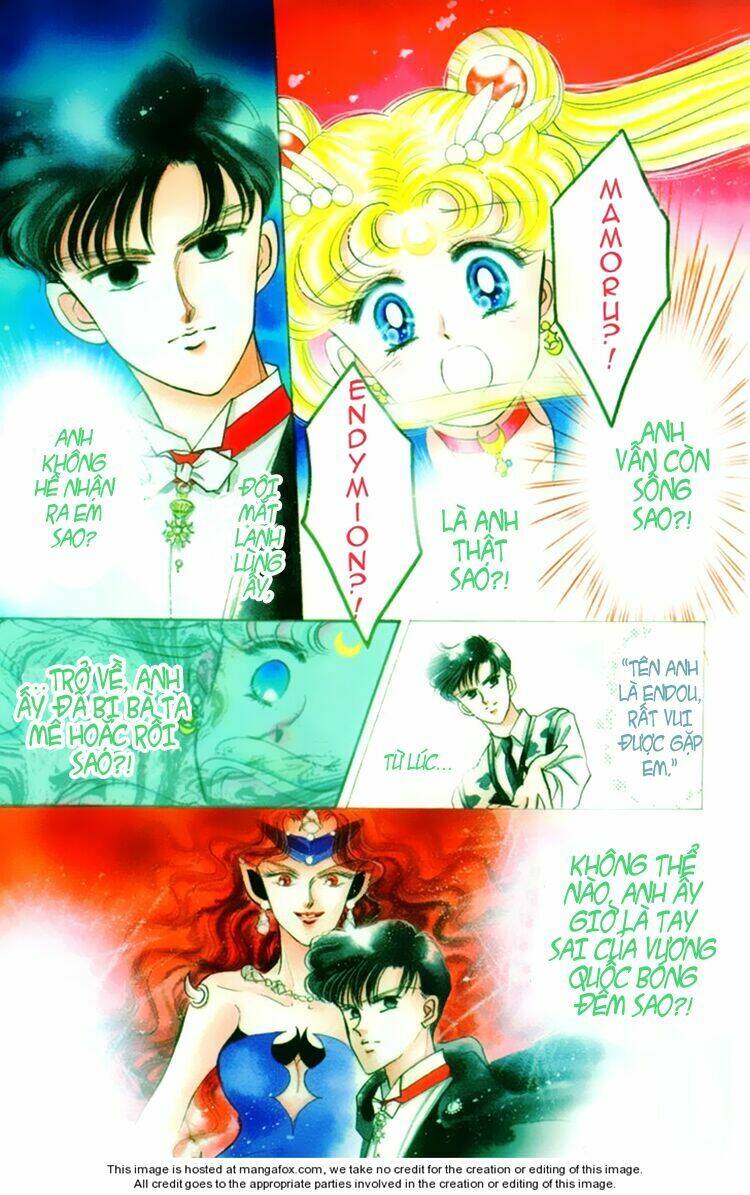 MAMORU?!
ANH
VẪN CÒN
SỐNG
SAO?!
LÀ ANH
THẬT
SAO?!
ENDYMION?!
ĐÔI
MẮT
LẠNH
LÙNG
ẤY,
ANH
KHÔNG
HỀ NHẬN
RA EM
SAO?
"TÊN ANH
LÀ ENDOU,
RẤT VUI
ĐƯỢC GẶP
EM."
TỪ LÚC...
... TRỞ VỀ, ANH
ẤY ĐÃ BỊ BÀ TA
MÊ HOẶC RỒI
SAO?!
KHÔNG THỂ
NÀO, ANH ẤY
GIỜ LÀ TAY
SAI CỦA VƯƠNG
QUỐC BÓNG
ĐÊM SAO?!
This image is hosted at mangafox.com, we take no credit for the creation or editing of this image.
All credit goes to the appropriate parties involved in the creation or editing of this image.